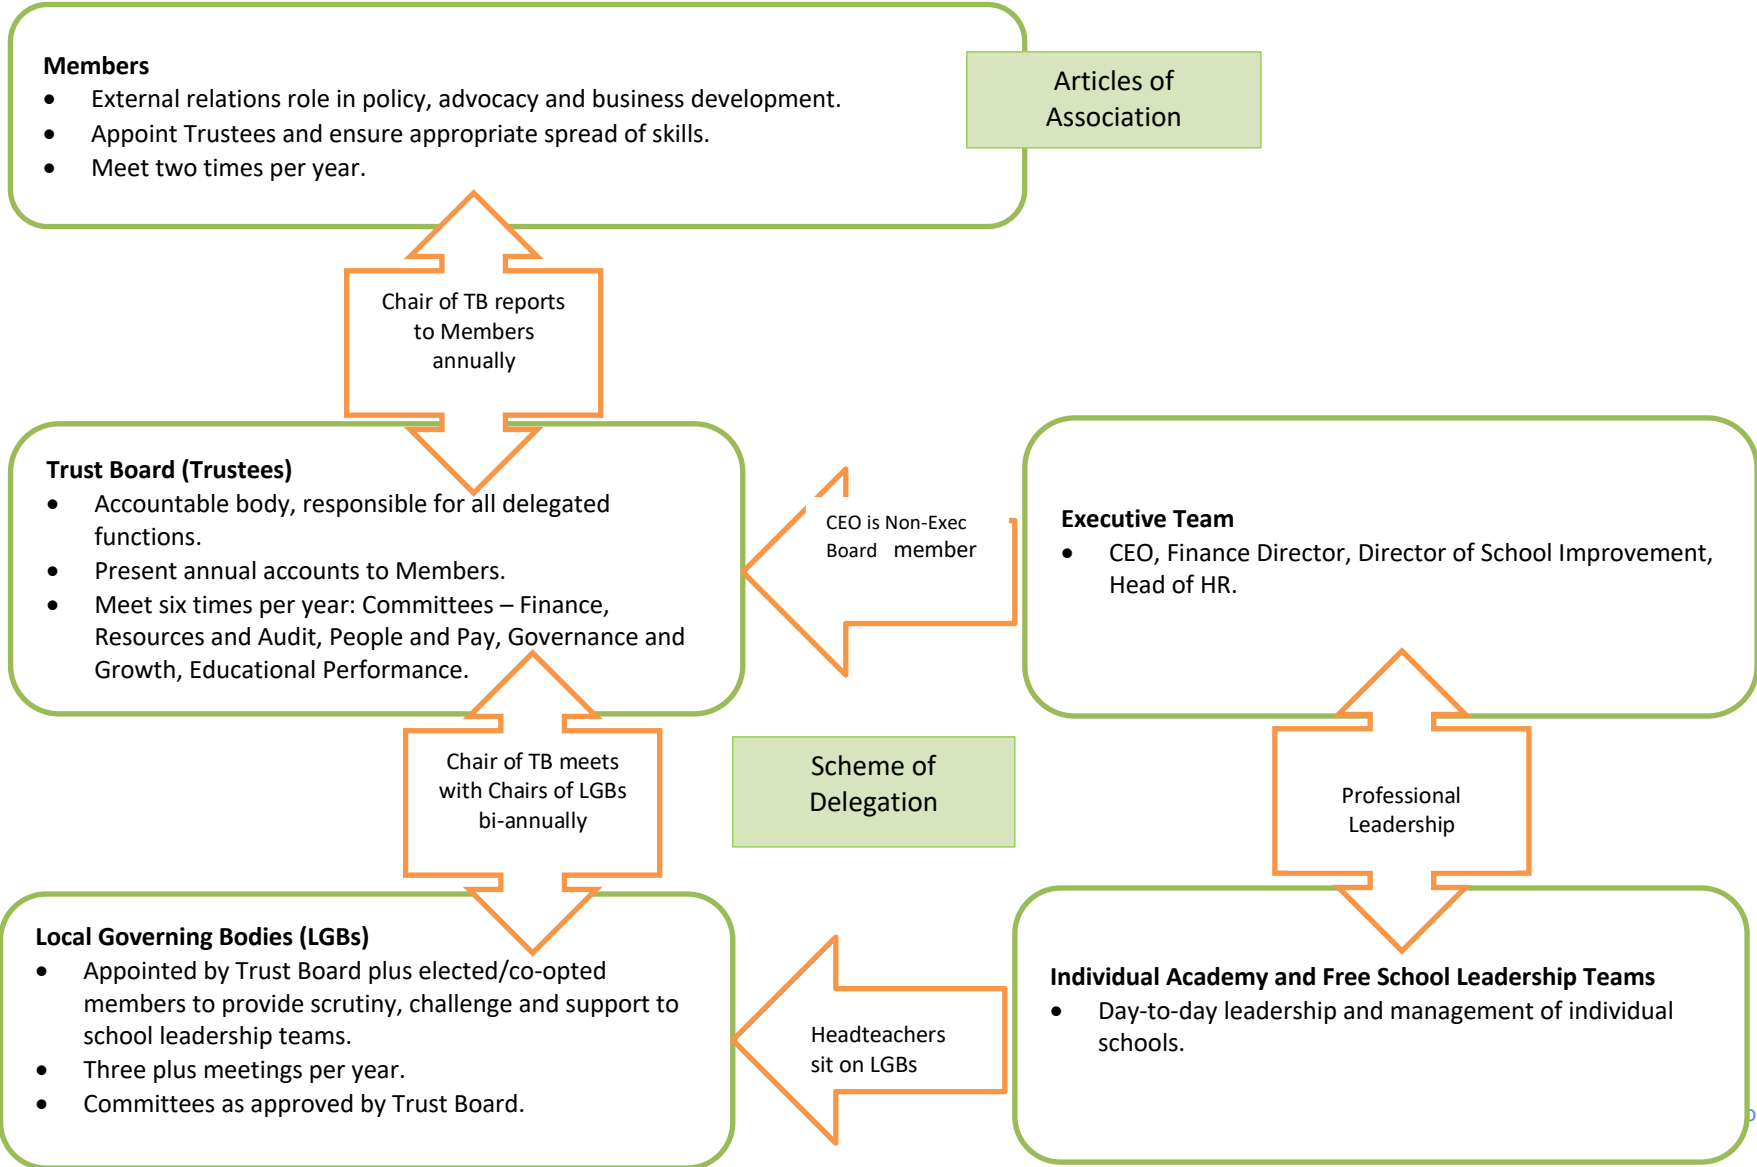 Members
• External relations role in policy, advocacy and business development.
• Appoint Trustees and ensure appropriate spread of skills.
• Meet two times per year.
Articles of
Association
Chair of TB reports
to Members
annually
Trust Board (Trustees)
• Accountable body, responsible for all delegated
functions.
• Present annual accounts to Members.
• Meet six times per year: Committees – Finance,
Resources and Audit, People and Pay, Governance and
Growth, Educational Performance.
CEO is Non-Exec
Board member
Executive Team
• CEO, Finance Director, Director of School Improvement,
Head of HR.
Chair of TB meets
with Chairs of LGBs
bi-annually
Scheme of
Delegation
Professional
Leadership
Local Governing Bodies (LGBs)
• Appointed by Trust Board plus elected/co-opted
members to provide scrutiny, challenge and support to
school leadership teams.
• Three plus meetings per year.
• Committees as approved by Trust Board.
Headteachers
sit on LGBs
Individual Academy and Free School Leadership Teams
• Day-to-day leadership and management of individual
schools.